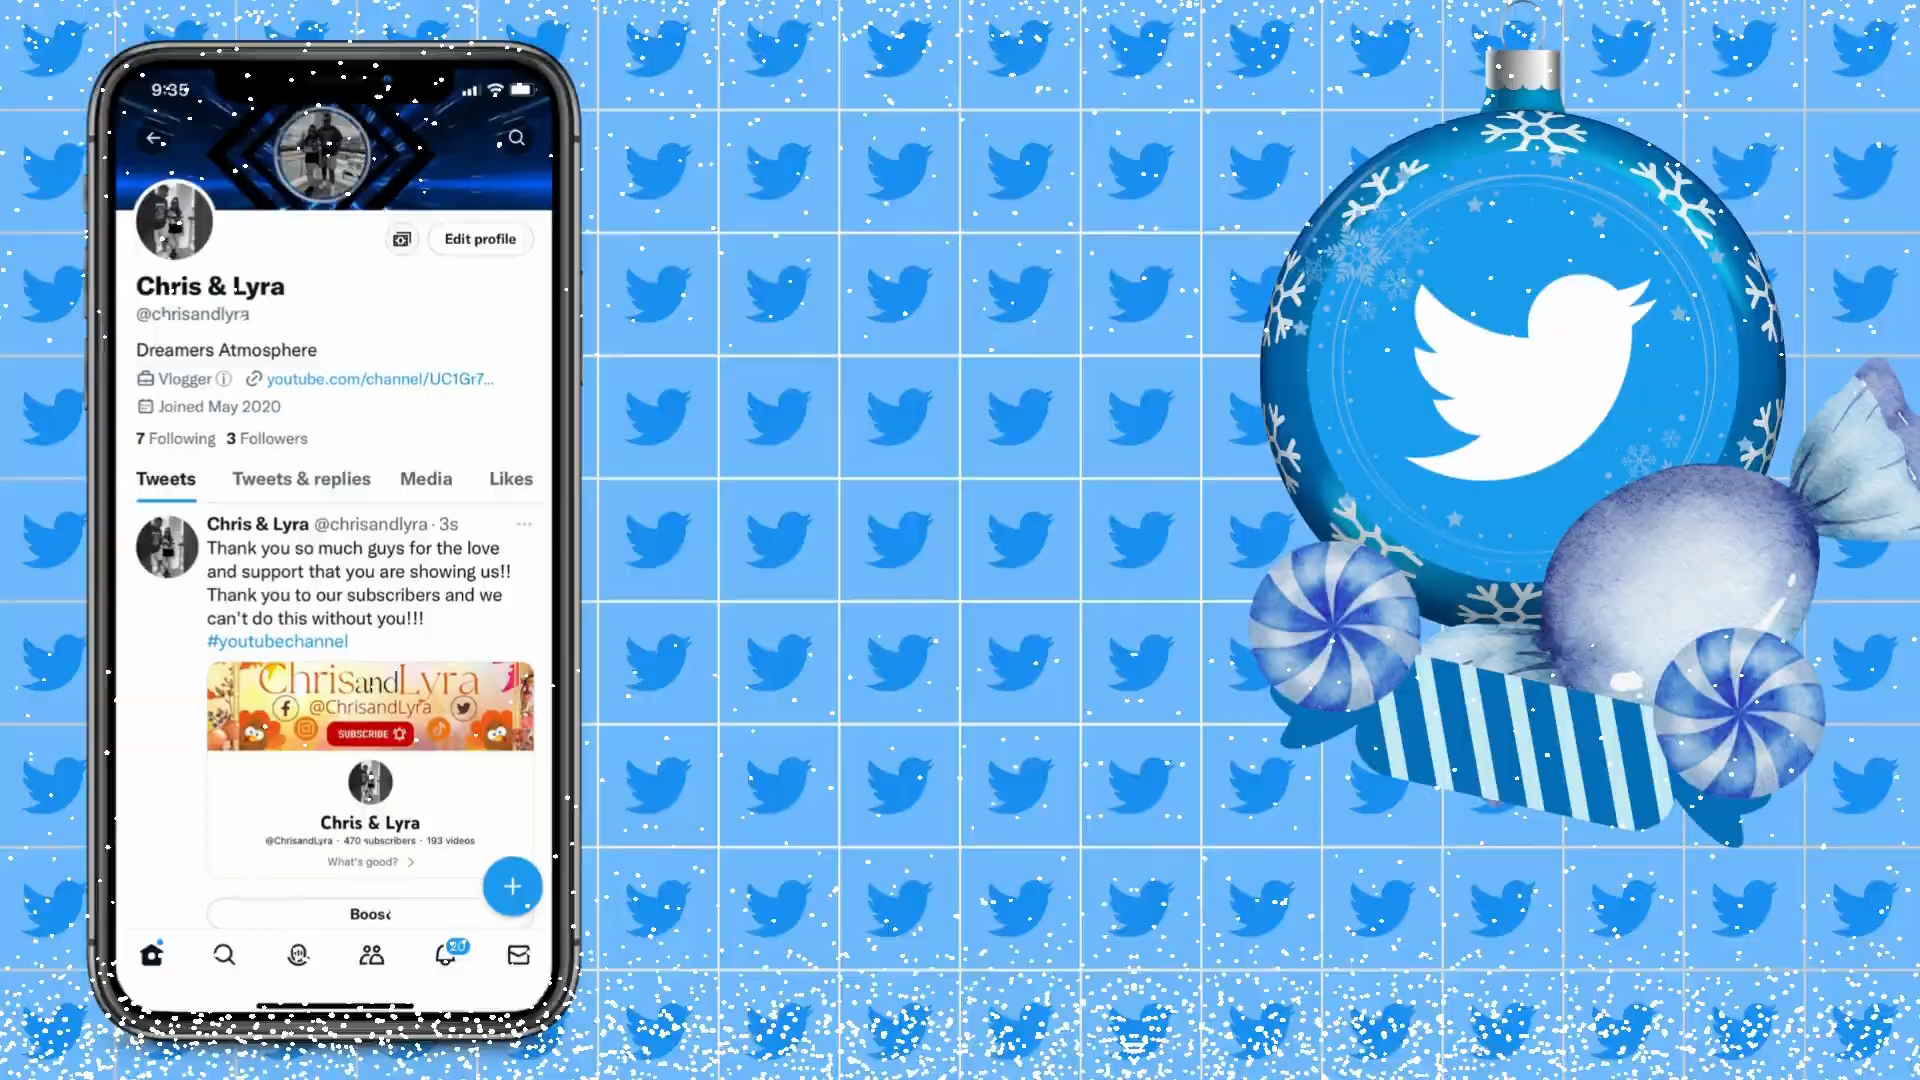 9:35
Edit profile
Chris & Lyra
@chrisandlyra
Dreamers Atmosphere
Vlogger youtube.com/channel/UC1Gr7...
Joined May 2020
7 Following 3 Followers
Tweets Tweets & replies Media Likes
Chris & Lyra @chrisandlyra · 3s
Thank you so much guys for the love
and support that you are showing us!!
Thank you to our subscribers and we
can't do this without you!!!
#youtubechannel
ChrisandLyra
@ChrisandLyra
SUBSCRIBE
Chris & Lyra
@ChrisandLyra · 470 subscribers · 193 videos
What's good?
Boost
20